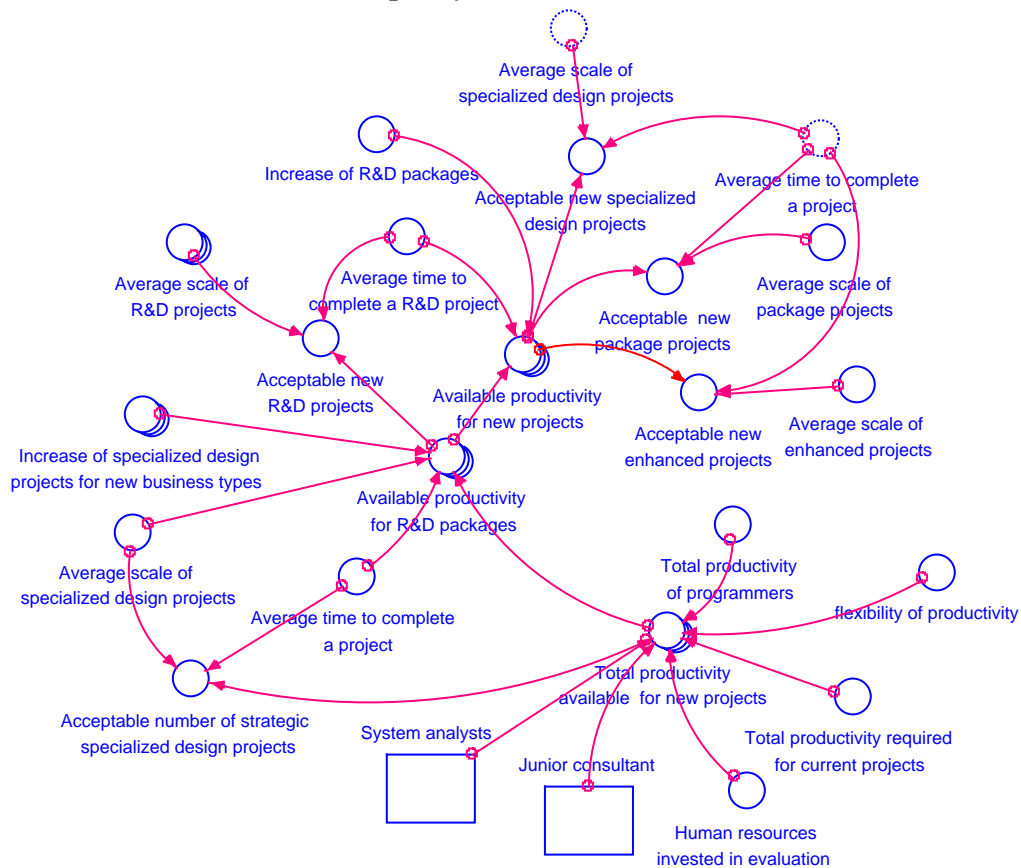 Average scale of
specialized design projects
Increase of R&D packages
Acceptable new specialized
design projects
Average time to complete
a project
Average scale of
R&D projects
Average time to
complete a R&D project
Average scale of
package projects
Acceptable  new
package projects
Acceptable new
R&D projects
Available productivity
for new projects
Acceptable new
enhanced projects
Average scale of
enhanced projects
Increase of specialized design
projects for new business types
Available productivity
for R&D packages
Average scale of
specialized design projects
Average time to complete
a project
Total productivity
of programmers
flexibility of productivity
Total productivity
available  for new projects
Acceptable number of strategic
specialized design projects
System analysts
Junior consultant
Total productivity required
for current projects
Human resources
invested in evaluation